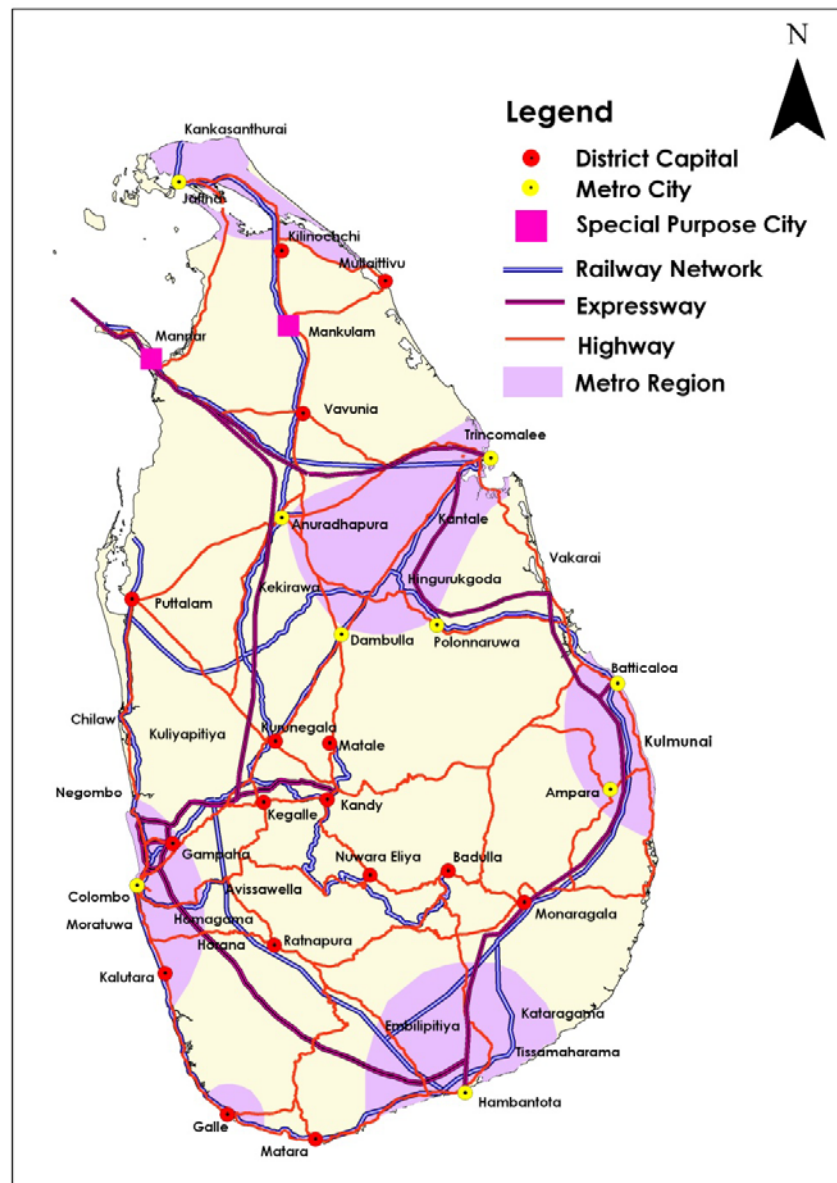 N
Kankasanthurai
Legend
District Capital
Metro City
Jaffna
Special Purpose City
Kilinochchi
Mullaittivu
Railway Network
Expressway
Mannar
Mankulam
Highway
Metro Region
Vavunia
Trincomalee
Anuradhapura
Kantale
Vakarai
Kekirawa
Hingurukgoda
Puttalam
Dambulla
Polonnaruwa
Batticaloa
Chilaw
Kuliyapitiya
Kurunegala
Matale
Kulmunai
Negombo
Ampara
Kegalle
Kandy
Gampaha
Nuwara Eliya
Badulla
Colombo
Avissawella
Monaragala
Moratuwa
Homagama
Horana
Ratnapura
Kalutara
Embilipitiya
Kataragama
Tissamaharama
Hambantota
Galle
Matara